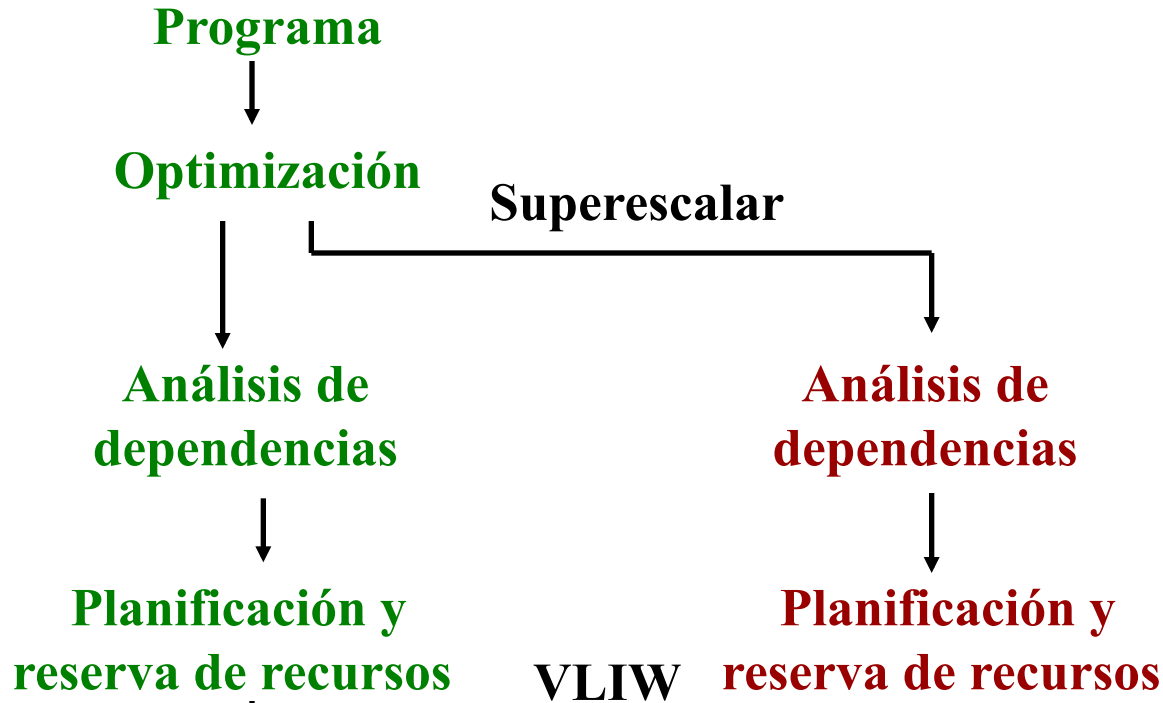 Programa
Optimización
Superescalar
Análisis de
dependencias
Análisis de
dependencias
Planificación y
reserva de recursos
VLIW
Planificación y
reserva de recursos